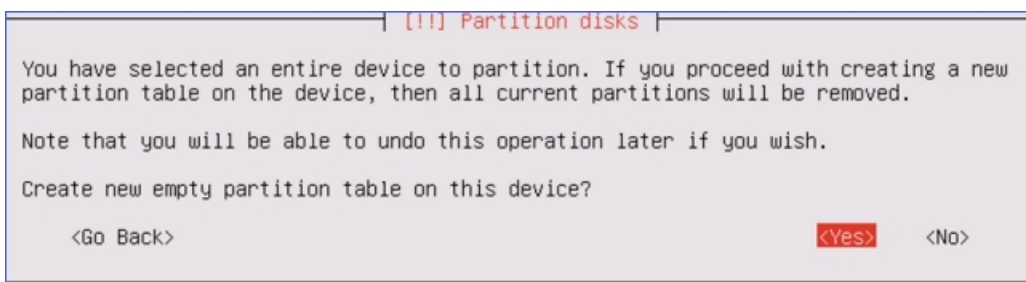 [!!] Partition disks
You have selected an entire device to partition. If you proceed with creating a new
partition table on the device, then all current partitions will be removed.
Note that you will be able to undo this operation later if you wish.
Create new empty partition table on this device?
<Go Back> <Yes> <No>